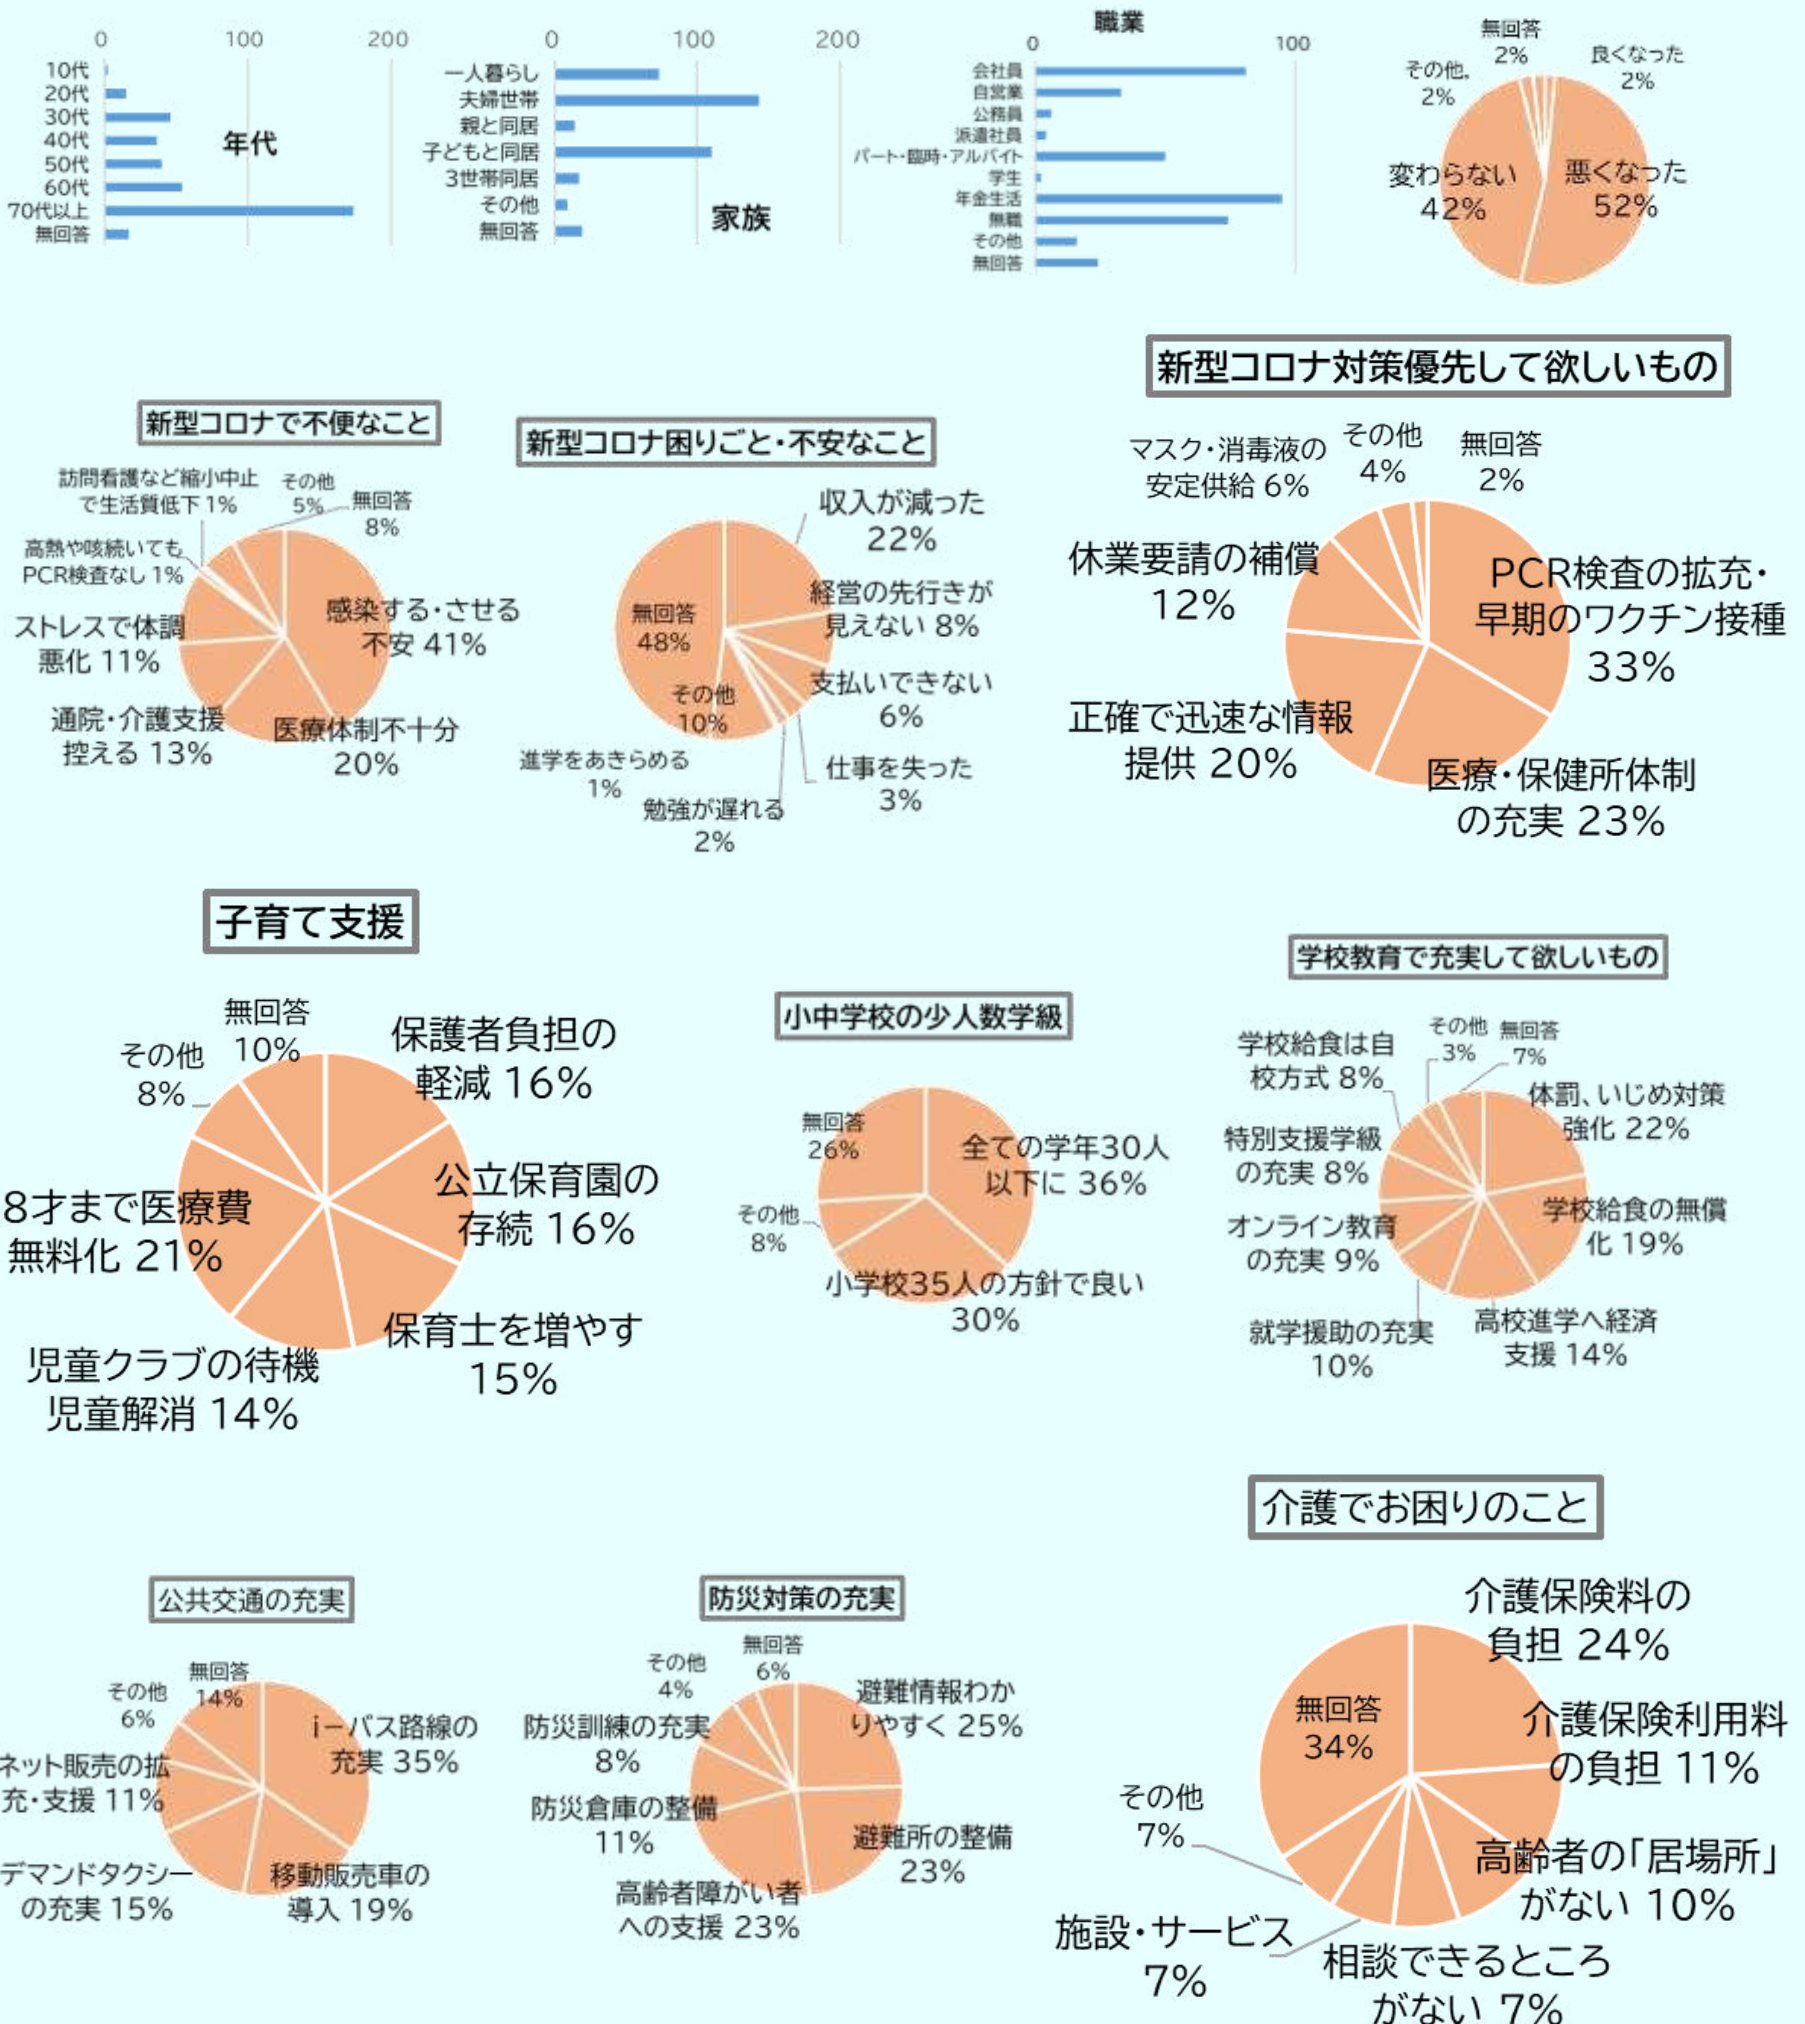 0 100 200
10代
20代
30代
40代
50代
60代
70代以上
無回答
年代
0 100 200
一人暮らし
夫婦世帯
親と同居
子どもと同居
3世帯同居
その他
無回答
家族
職業
0 100
会社員
自営業
公務員
派遣社員
パート・臨時・アルバイト
学生
年金生活
無職
その他
無回答
無回答
2%
良くなった
2%
その他,
2%
変わらない
42%
悪くなった
52%
新型コロナで不便なこと
訪問看護など縮小中止
で生活質低下 1%
その他
5%
無回答
8%
高熱や咳続いても
PCR検査なし 1%
ストレスで体調
悪化 11%
感染する・させる
不安 41%
通院・介護支援
控える 13%
医療体制不十分
20%
新型コロナ困りごと・不安なこと
収入が減った
22%
経営の先行きが
見えない 8%
無回答
48%
支払いできない
6%
その他
10%
仕事を失った
3%
進学をあきらめる
1%
勉強が遅れる
2%
新型コロナ対策優先して欲しいもの
マスク・消毒液の
安定供給 6%
その他
4%
無回答
2%
休業要請の補償
12%
PCR検査の拡充・
早期のワクチン接種
33%
正確で迅速な情報
提供 20%
医療・保健所体制
の充実 23%
子育て支援
無回答
10%
その他
8%
保護者負担の
軽減 16%
公立保育園の
存続 16%
8才まで医療費
無料化 21%
保育士を増やす
15%
児童クラブの待機
児童解消 14%
小中学校の少人数学級
無回答
26%
全ての学年30人
以下に 36%
その他
8%
小学校35人の方針で良い
30%
学校教育で充実して欲しいもの
学校給食は自
校方式 8%
その他
3%
無回答
7%
体罰、いじめ対策
強化 22%
特別支援学級
の充実 8%
学校給食の無償
化 19%
オンライン教育
の充実 9%
就学援助の充実
10%
高校進学へ経済
支援 14%
公共交通の充実
無回答
14%
その他
6%
i－バス路線の
充実 35%
ネット販売の拡
充・支援 11%
デマンドタクシー
の充実 15%
移動販売車の
導入 19%
防災対策の充実
無回答
6%
その他
4%
避難情報わか
りやすく 25%
防災訓練の充実
8%
防災倉庫の整備
11%
避難所の整備
23%
高齢者障がい者
への支援 23%
介護でお困りのこと
介護保険料の
負担 24%
無回答
34%
介護保険利用料
の負担 11%
その他
7%
高齢者の「居場所」
がない 10%
施設・サービス
7%
相談できるところ
がない 7%